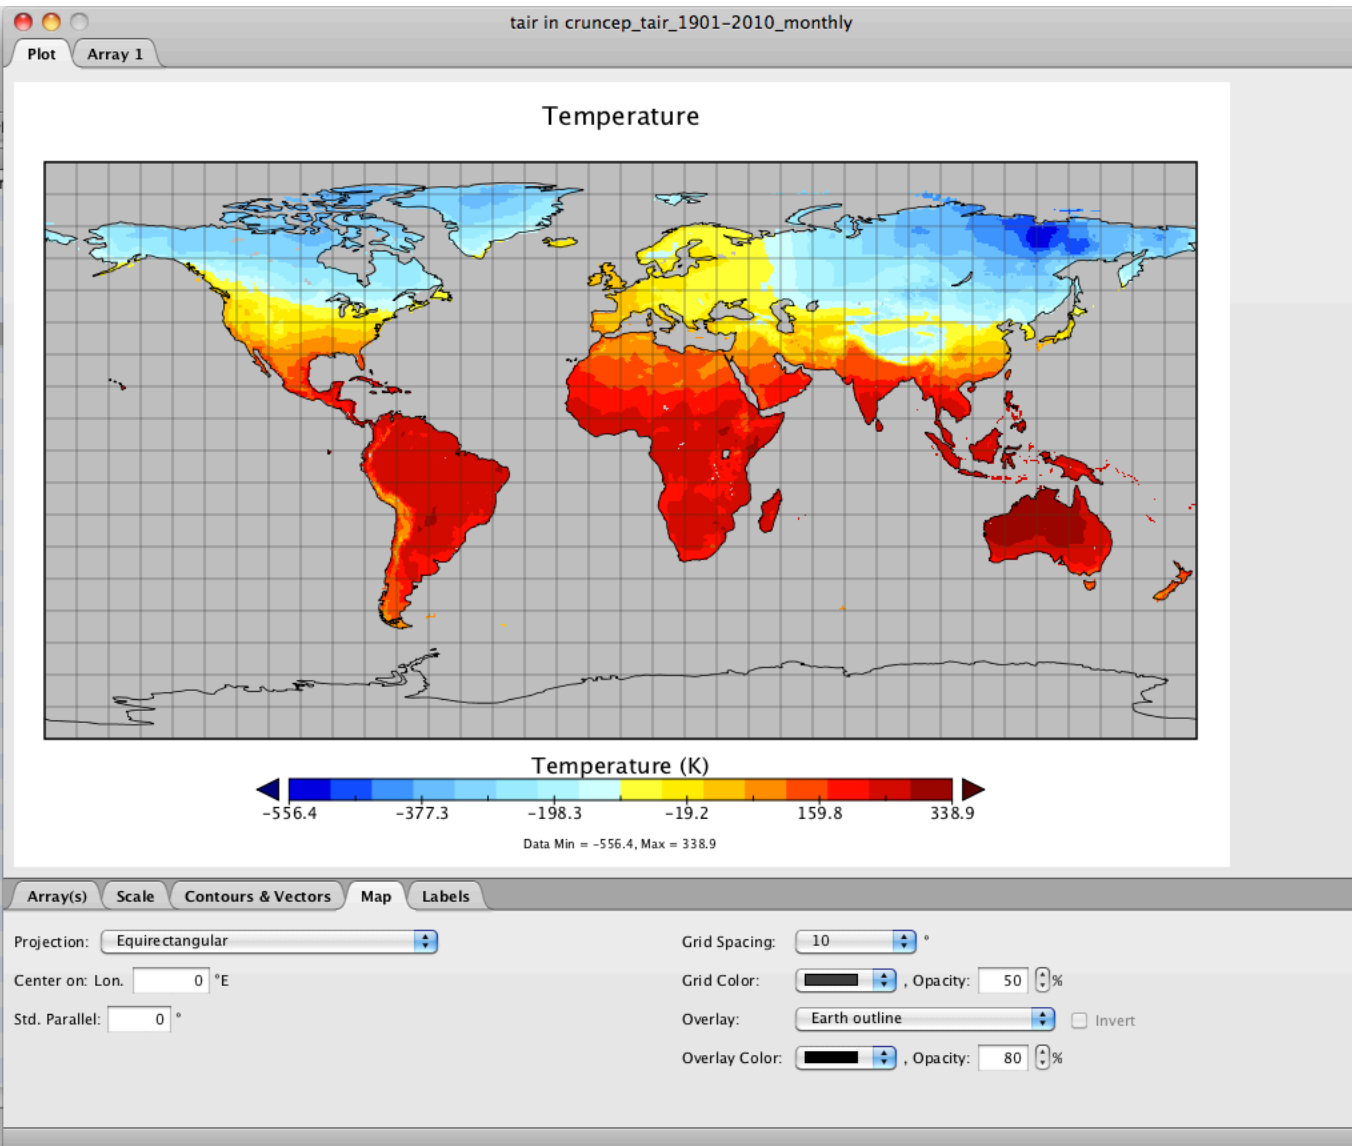 tair in cruncep_tair_1901-2010_monthly
Plot Array 1
Temperature
Temperature (K)
-556.4 -377.3 -198.3 -19.2 159.8 338.9
Data Min = -556.4, Max = 338.9
Array(s) Scale Contours & Vectors Map Labels
Projection: Equirectangular Grid Spacing: 10 °
Center on: Lon. 0 °E Grid Color: , Opacity: 50 %
Std. Parallel: 0 ° Overlay: Earth outline Invert
Overlay Color: , Opacity: 80 %